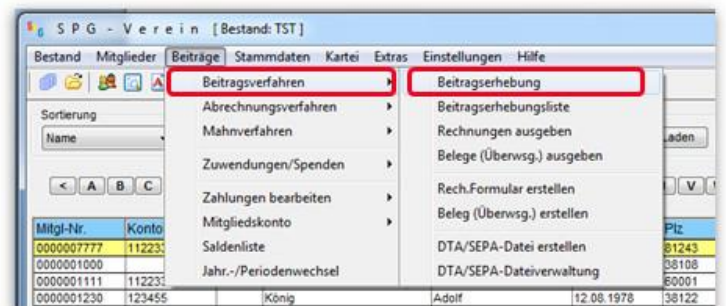 S P G - V e r e i n [Bestand: TST]
Bestand Mitglieder Beiträge Stammdaten Kartei Extras Einstellungen Hilfe
Beitragsverfahren
Beitragserhebung
Sortierung
Abrechnungsverfahren
Beitragserhebungsliste
Name
Mahnverfahren
Rechnungen ausgeben
Zuwendungen/Spenden
Belege (Überwsg.) ausgeben
< A B C
Zahlungen bearbeiten
Rech.Formular erstellen
V
Mitgliedskonto
Beleg (Überwsg.) erstellen
Mitgl-Nr.
Saldenliste
DTA/SEPA-Datei erstellen
Plz
0000007777
81243
Jahr.-/Periodenwechsel
DTA/SEPA-Dateiverwaltung
0000001000
38108
0000001111
60001
0000001230 123455 König Adolf 12.08.1978 38122